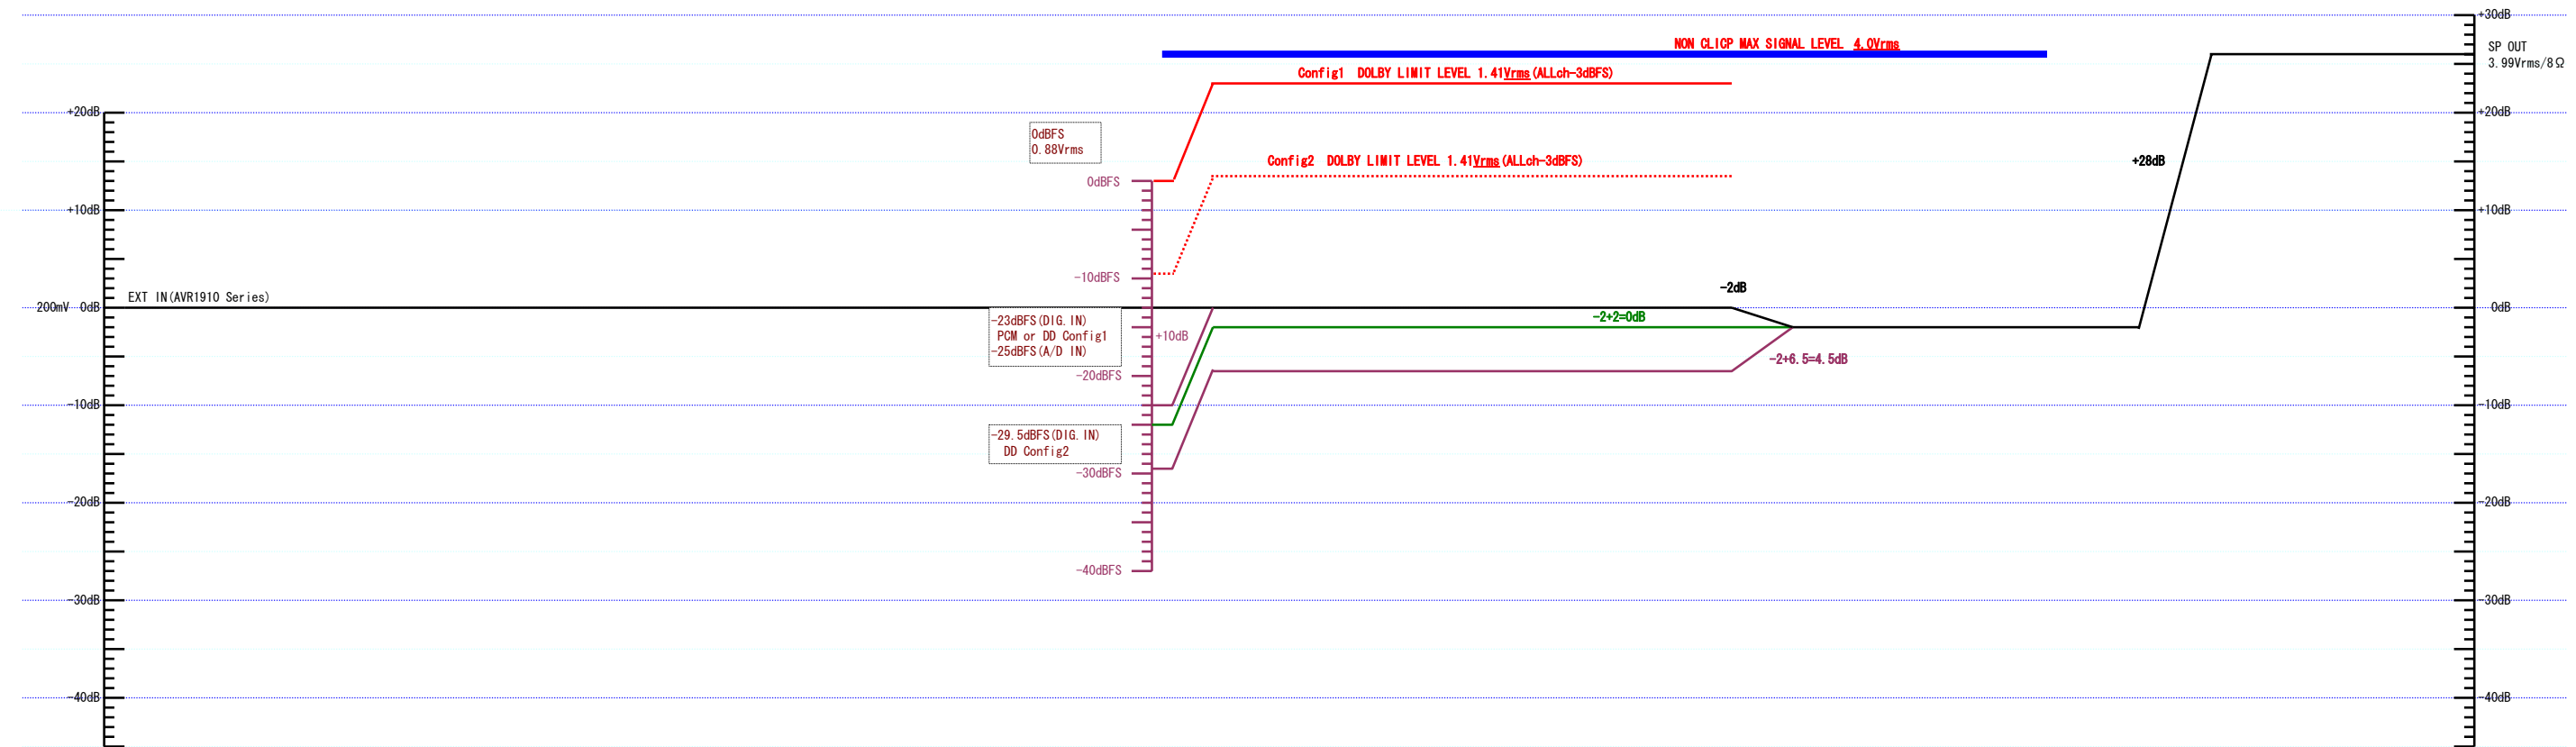 +30dB
NON CLICP MAX SIGNAL LEVEL 4.0Vrms
SP OUT
3.99Vrms/8Ω
Config1 DOLBY LIMIT LEVEL 1.41Vrms(ALLch-3dBFS)
+20dB
+20dB
0dBFS
0.88Vrms
Config2 DOLBY LIMIT LEVEL 1.41Vrms(ALLch-3dBFS)
+28dB
0dBFS
+10dB
+10dB
-10dBFS
-2dB
EXT IN(AVR1910 Series)
200mV 0dB
0dB
-23dBFS(DIG.IN)
PCM or DD Config1
-25dBFS(A/D IN)
+10dB
-2+2=0dB
-2+6.5=4.5dB
-20dBFS
-10dB
-10dB
-29.5dBFS(DIG.IN)
DD Config2
-30dBFS
-20dB
-20dB
-40dBFS
-30dB
-30dB
-40dB
-40dB